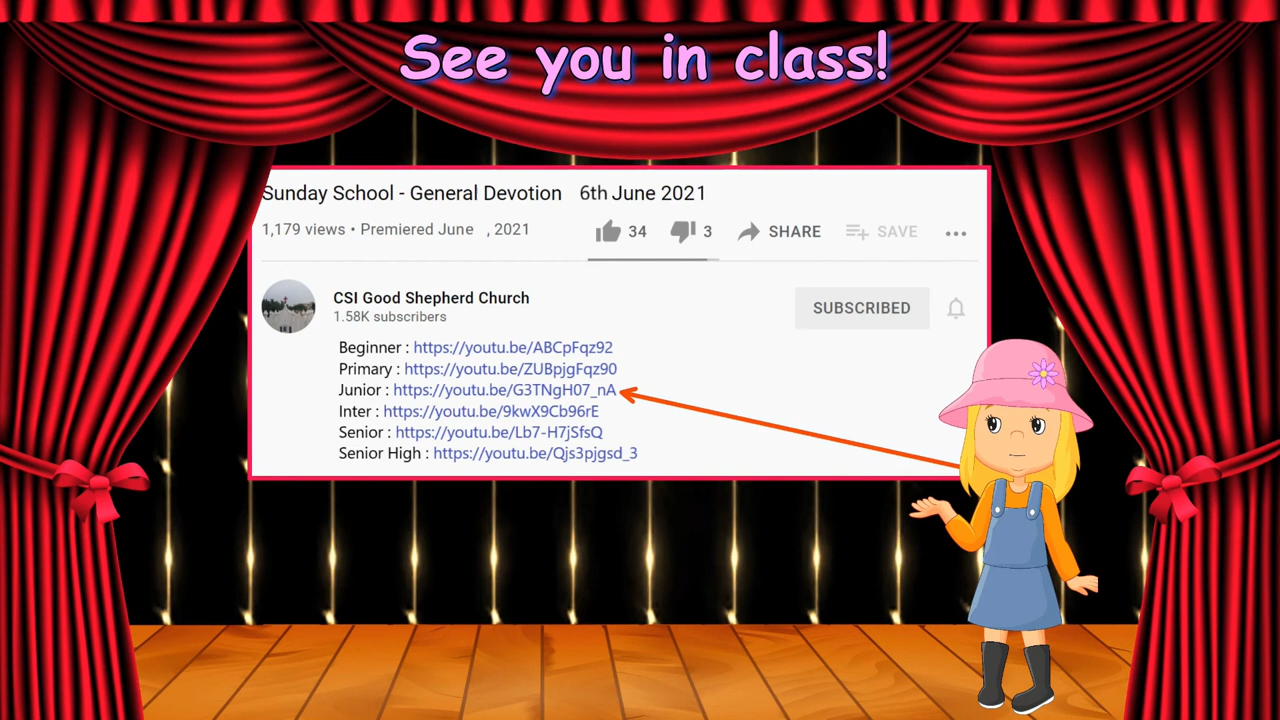 See you in class!
Sunday School - General Devotion 6th June 2021
1,179 views • Premiered June , 2021
34 3 SHARE SAVE
CSI Good Shepherd Church
1.58K subscribers
SUBSCRIBED
Beginner : https://youtu.be/ABCpFqz92
Primary : https://youtu.be/ZUBpjgFqz90
Junior : https://youtu.be/G3TNgH07_nA
Inter : https://youtu.be/9kwX9Cb96rE
Senior : https://youtu.be/Lb7-H7jSfsQ
Senior High : https://youtu.be/Qjs3pjgsd_3